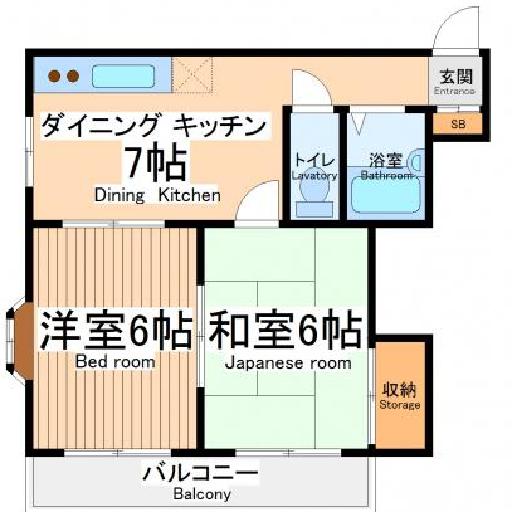 玄関
Entrance
SB
ダイニング キッチン
7帖
Dining Kitchen
トイレ
Lavatory
浴室
Bathroom
洋室6帖
Bed room
和室6帖
Japanese room
収納
Storage
バルコニー
Balcony